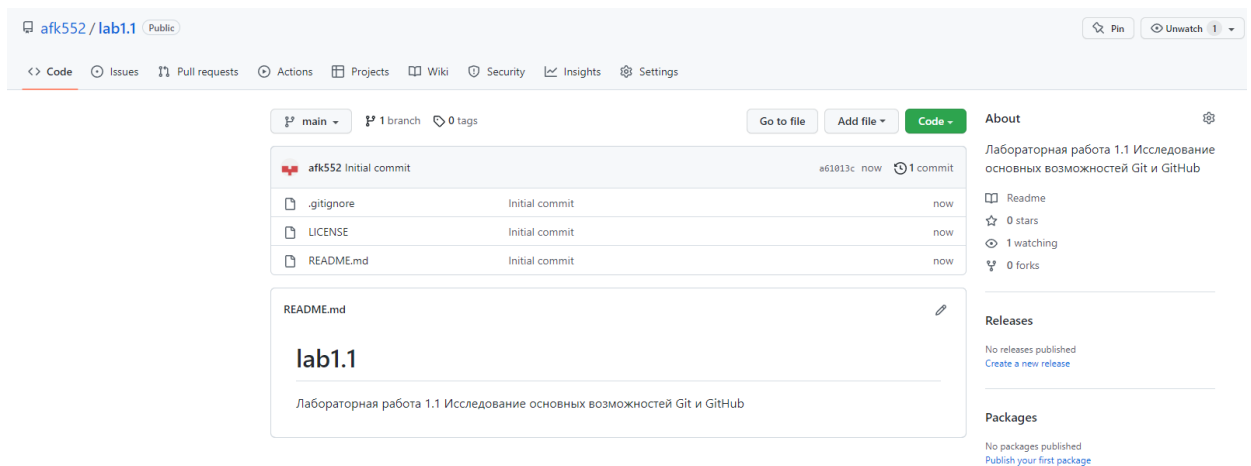 afk552 / lab1.1 Public
Pin
Unwatch 1
Code Issues Pull requests Actions Projects Wiki Security Insights Settings
main 1 branch 0 tags
Go to file Add file Code
afk552 Initial commit a61013c now 1 commit
.gitignore Initial commit now
LICENSE Initial commit now
README.md Initial commit now
README.md
lab1.1
Лабораторная работа 1.1 Исследование основных возможностей Git и GitHub
About
Лабораторная работа 1.1 Исследование
основных возможностей Git и GitHub
Readme
0 stars
1 watching
0 forks
Releases
No releases published
Create a new release
Packages
No packages published
Publish your first package